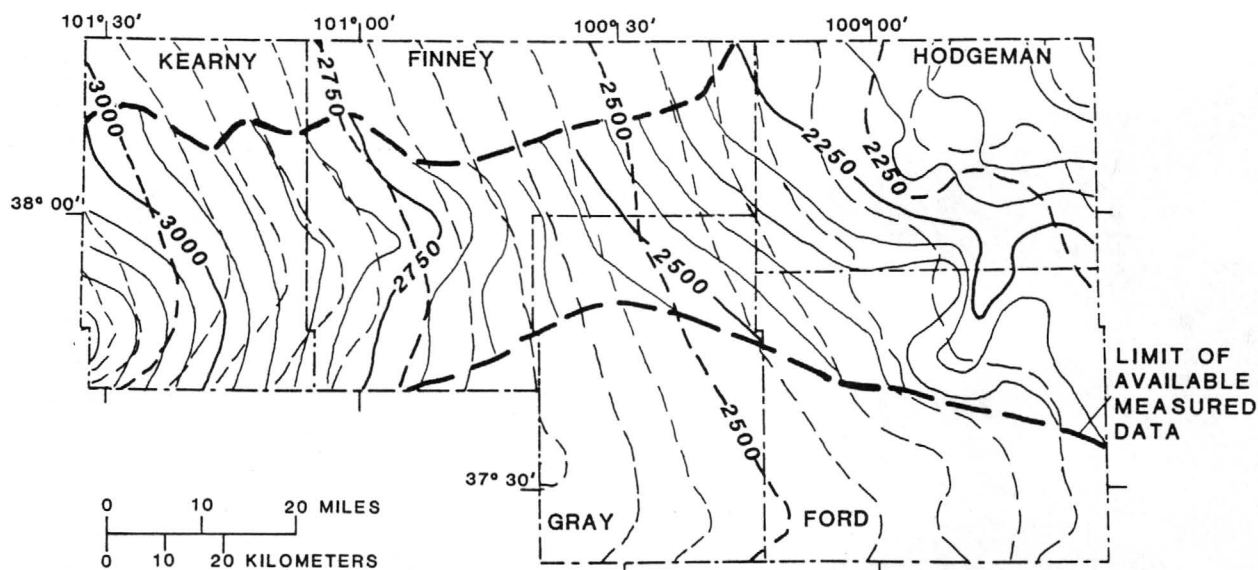 101° 30′ 101° 00′ 100° 30′ 100° 00′
KEARNY FINNEY HODGEMAN
3000
2750
2500
2250
2250
38° 00′
3000
2750
2500
LIMIT OF
AVAILABLE
MEASURED
DATA
2500
37° 30′
0 10 20 MILES
GRAY FORD
0 10 20 KILOMETERS